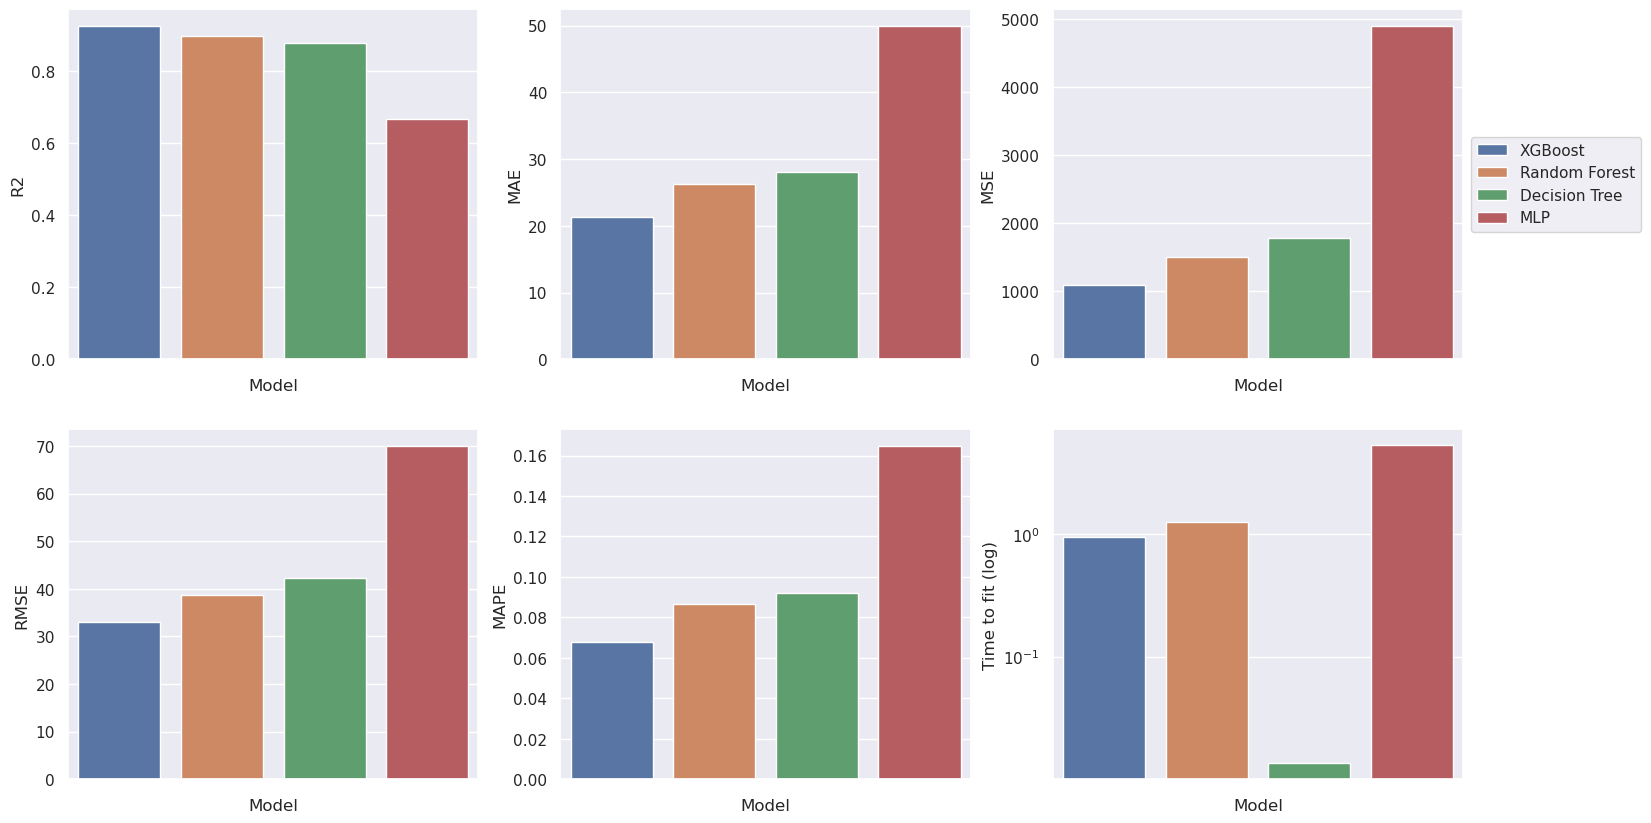 0.8
0.6
0.4
0.2
0.0
R2
Model
50
40
30
20
10
0
MAE
Model
5000
4000
3000
2000
1000
0
MSE
Model
XGBoost
Random Forest
Decision Tree
MLP
70
60
50
40
30
20
10
0
RMSE
Model
0.16
0.14
0.12
0.10
0.08
0.06
0.04
0.02
0.00
MAPE
Model
10⁰
10⁻¹
Time to fit (log)
Model